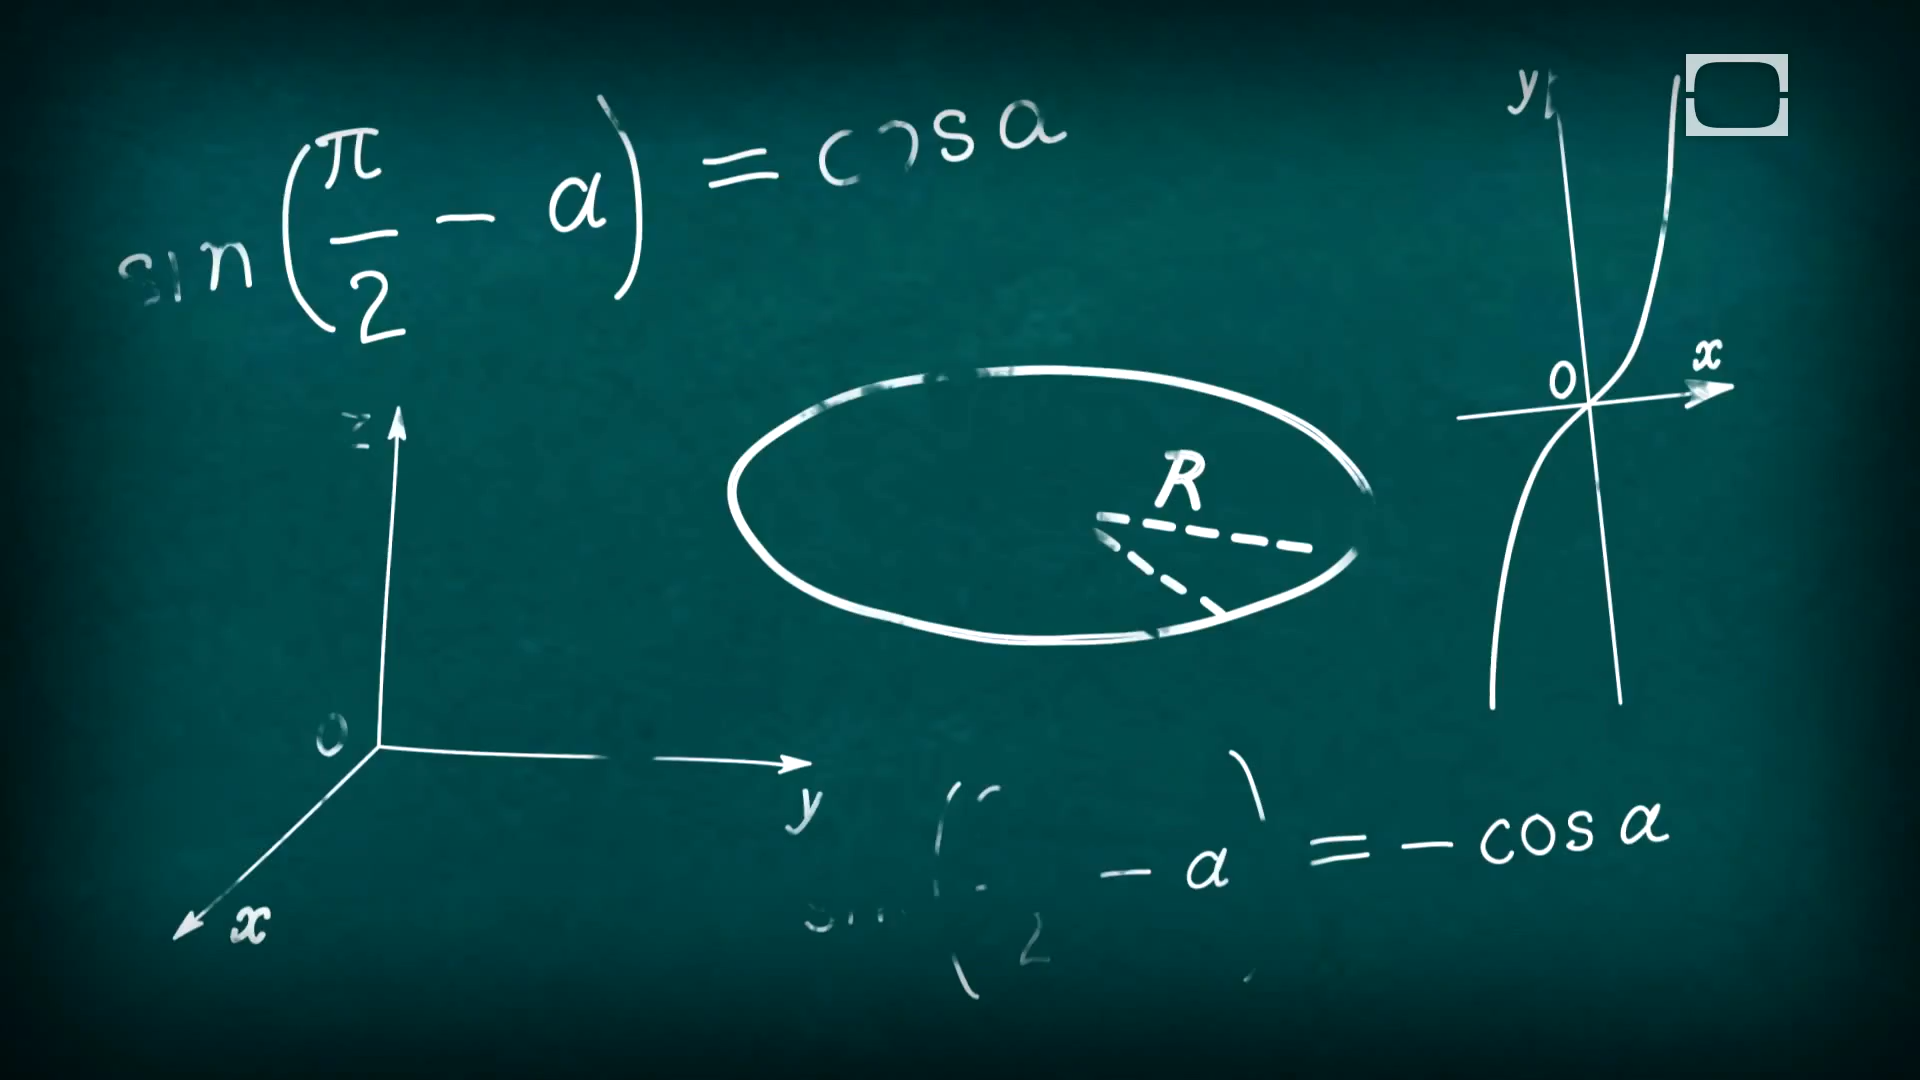 sin(π/2 - a) = cos a
y
x
0
R
z
0
y
x
- a) = - cos a